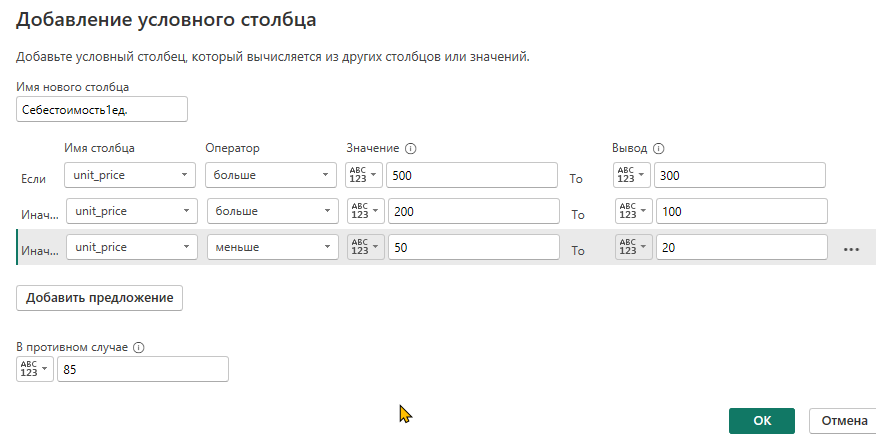 Добавление условного столбца
Добавьте условный столбец, который вычисляется из других столбцов или значений.
Имя нового столбца
Себестоимость1ед.
Имя столбца Оператор Значение Вывод
Если unit_price больше ABC 123 500 То ABC 123 300
Инач... unit_price больше ABC 123 200 То ABC 123 100
Инач... unit_price меньше ABC 123 50 То ABC 123 20 ...
Добавить предложение
В противном случае
ABC 123 85
ОК Отмена